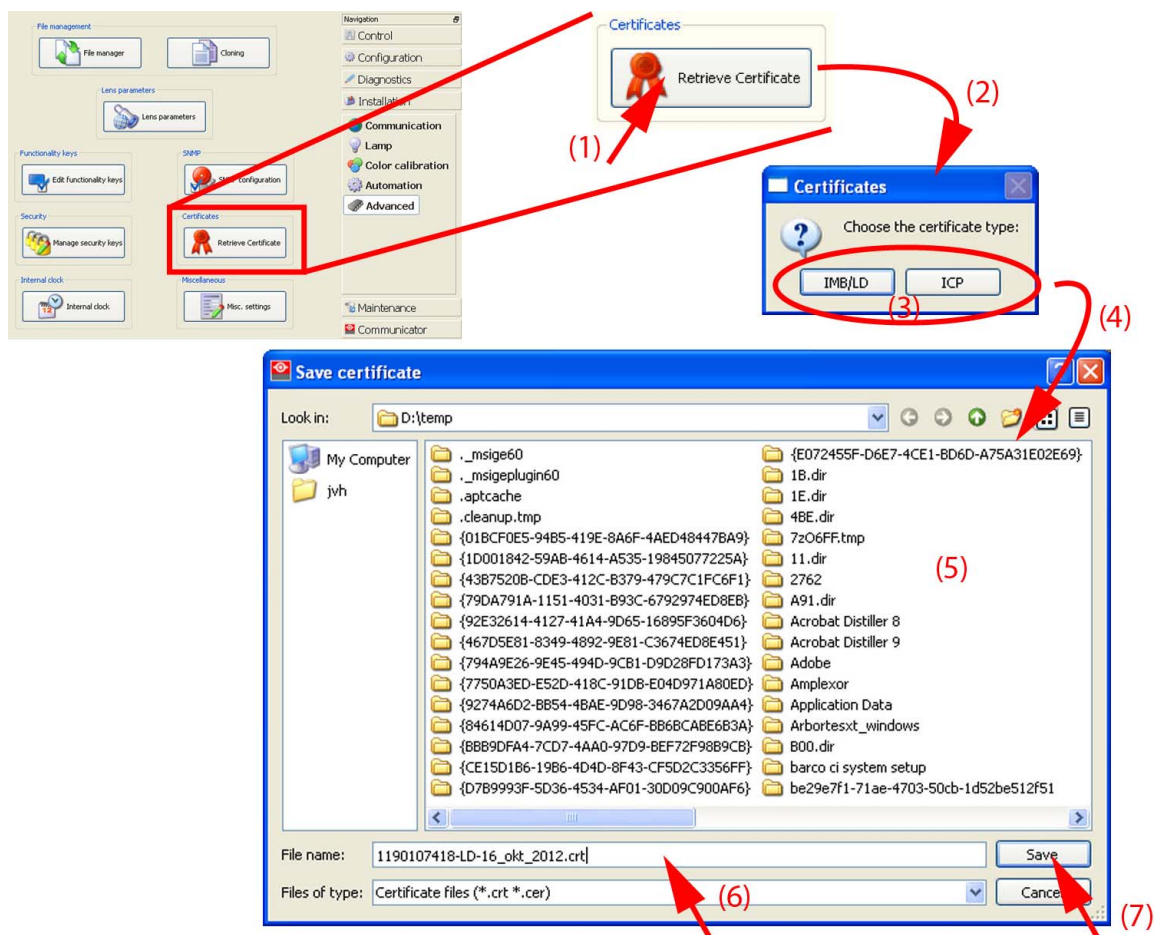 File management
File manager
Cloning
Lens parameters
Lens parameters
Functionality keys
Edit functionality keys
SNMP
SNMP configuration
Security
Manage security keys
Certificates
Retrieve Certificate
Internal clock
12
Internal clock
Miscellaneous
Misc. settings
Navigation
Control
Configuration
Diagnostics
Installation
Communication
Lamp
Color calibration
Automation
Advanced
Maintenance
Communicator
Certificates
Retrieve Certificate
(1)
(2)
Certificates
Choose the certificate type:
IMB/LD
ICP
(3)
(4)
Save certificate
Look in:
D:\temp
My Computer
jvh
._msige60
._msigeplugin60
.aptcache
.cleanup.tmp
{01BCF0E5-94B5-419E-8A6F-4AED48447BA9}
{1D001842-59AB-4614-A535-19845077225A}
{43B7520B-CDE3-412C-B379-479C7C1FC6F1}
{79DA791A-1151-4031-B93C-6792974ED8EB}
{92E32614-4127-41A4-9D65-16895F3604D6}
{467D5E81-8349-4892-9E81-C3674ED8E451}
{794A9E26-9E45-494D-9CB1-D9D28FD173A3}
{7750A3ED-E52D-418C-91DB-E04D971A80ED}
{9274A6D2-BB54-4BAE-9D98-3467A2D09AA4}
{84614D07-9A99-45FC-AC6F-BB6BCABE6B3A}
{BBB9DFA4-7CD7-4AA0-97D9-BEF72F98B9CB}
{CE15D1B6-19B6-4D4D-8F43-CF5D2C3356FF}
{D7B9993F-5D36-4534-AF01-30D09C900AF6}
{E072455F-D6E7-4CE1-BD6D-A75A31E02E69}
1B.dir
1E.dir
4BE.dir
7zO6FF.tmp
11.dir
2762
A91.dir
Acrobat Distiller 8
Acrobat Distiller 9
Adobe
Amplexor
Application Data
Arbortesxt_windows
B00.dir
barco ci system setup
be29e7f1-71ae-4703-50cb-1d52be512f51
(5)
File name:
1190107418-LD-16_okt_2012.crt
Save
Files of type:
Certificate files (*.crt *.cer)
Cancel
(6)
(7)